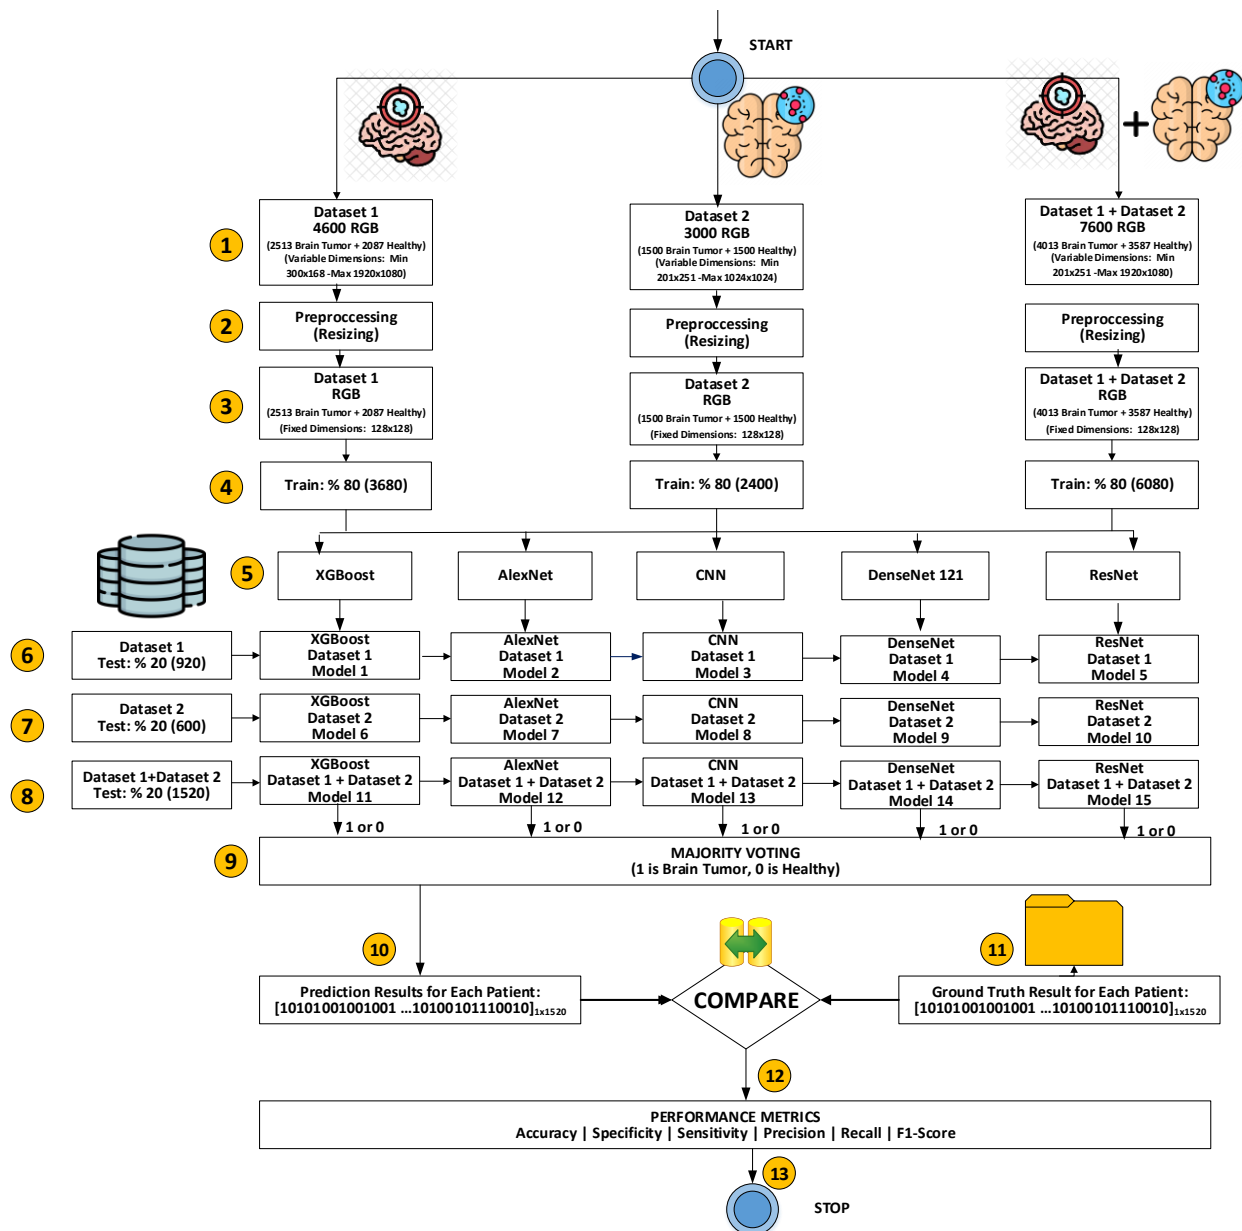 START
1
Dataset 1
4600 RGB
(2513 Brain Tumor + 2087 Healthy)
(Variable Dimensions: Min
300x168 -Max 1920x1080)
Dataset 2
3000 RGB
(1500 Brain Tumor + 1500 Healthy)
(Variable Dimensions: Min
201x251 -Max 1024x1024)
Dataset 1 + Dataset 2
7600 RGB
(4013 Brain Tumor + 3587 Healthy)
(Variable Dimensions: Min
201x251 -Max 1920x1080)
2
Preproccessing
(Resizing)
Preproccessing
(Resizing)
Preproccessing
(Resizing)
3
Dataset 1
RGB
(2513 Brain Tumor + 2087 Healthy)
(Fixed Dimensions: 128x128)
Dataset 2
RGB
(1500 Brain Tumor + 1500 Healthy)
(Fixed Dimensions: 128x128)
Dataset 1 + Dataset 2
RGB
(4013 Brain Tumor + 3587 Healthy)
(Fixed Dimensions: 128x128)
4
Train: % 80 (3680)
Train: % 80 (2400)
Train: % 80 (6080)
5
XGBoost
AlexNet
CNN
DenseNet 121
ResNet
6
Dataset 1
Test: % 20 (920)
XGBoost
Dataset 1
Model 1
AlexNet
Dataset 1
Model 2
CNN
Dataset 1
Model 3
DenseNet
Dataset 1
Model 4
ResNet
Dataset 1
Model 5
7
Dataset 2
Test: % 20 (600)
XGBoost
Dataset 2
Model 6
AlexNet
Dataset 2
Model 7
CNN
Dataset 2
Model 8
DenseNet
Dataset 2
Model 9
ResNet
Dataset 2
Model 10
8
Dataset 1+Dataset 2
Test: % 20 (1520)
XGBoost
Dataset 1 + Dataset 2
Model 11
AlexNet
Dataset 1 + Dataset 2
Model 12
CNN
Dataset 1 + Dataset 2
Model 13
DenseNet
Dataset 1 + Dataset 2
Model 14
ResNet
Dataset 1 + Dataset 2
Model 15
1 or 0
1 or 0
1 or 0
1 or 0
1 or 0
9
MAJORITY VOTING
(1 is Brain Tumor, 0 is Healthy)
10
Prediction Results for Each Patient:
[10101001001001 ...10100101110010]1x1520
COMPARE
11
Ground Truth Result for Each Patient:
[10101001001001 ...10100101110010]1x1520
12
PERFORMANCE METRICS
Accuracy | Specificity | Sensitivity | Precision | Recall | F1-Score
13
STOP